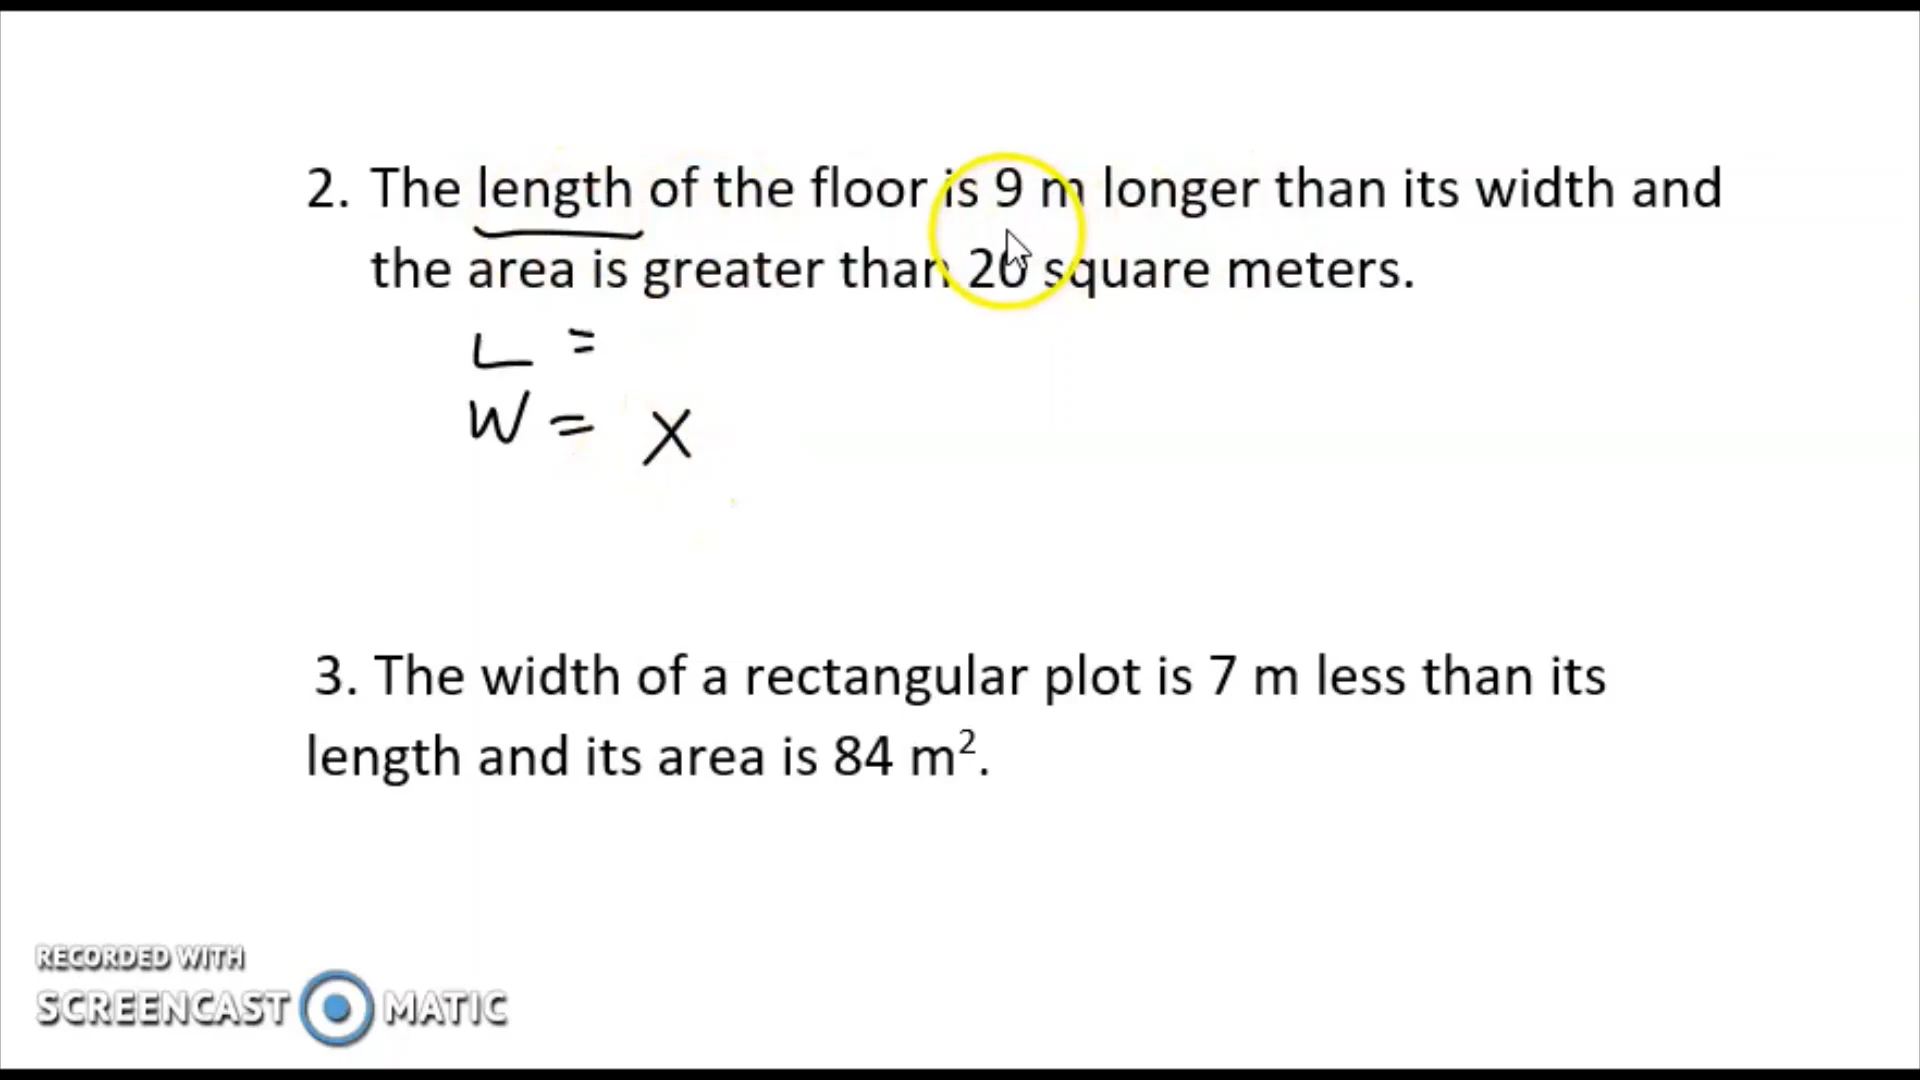 2. The length of the floor is 9 m longer than its width and
the area is greater than 20 square meters.
L =
W = X
3. The width of a rectangular plot is 7 m less than its
length and its area is 84 m².
RECORDED WITH
SCREENCAST MATIC